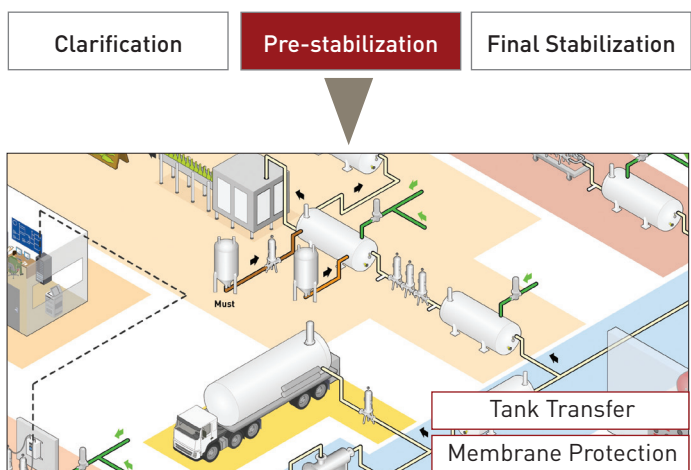 Clarification
Pre-stabilization
Final Stabilization
Must
Tank Transfer
Membrane Protection